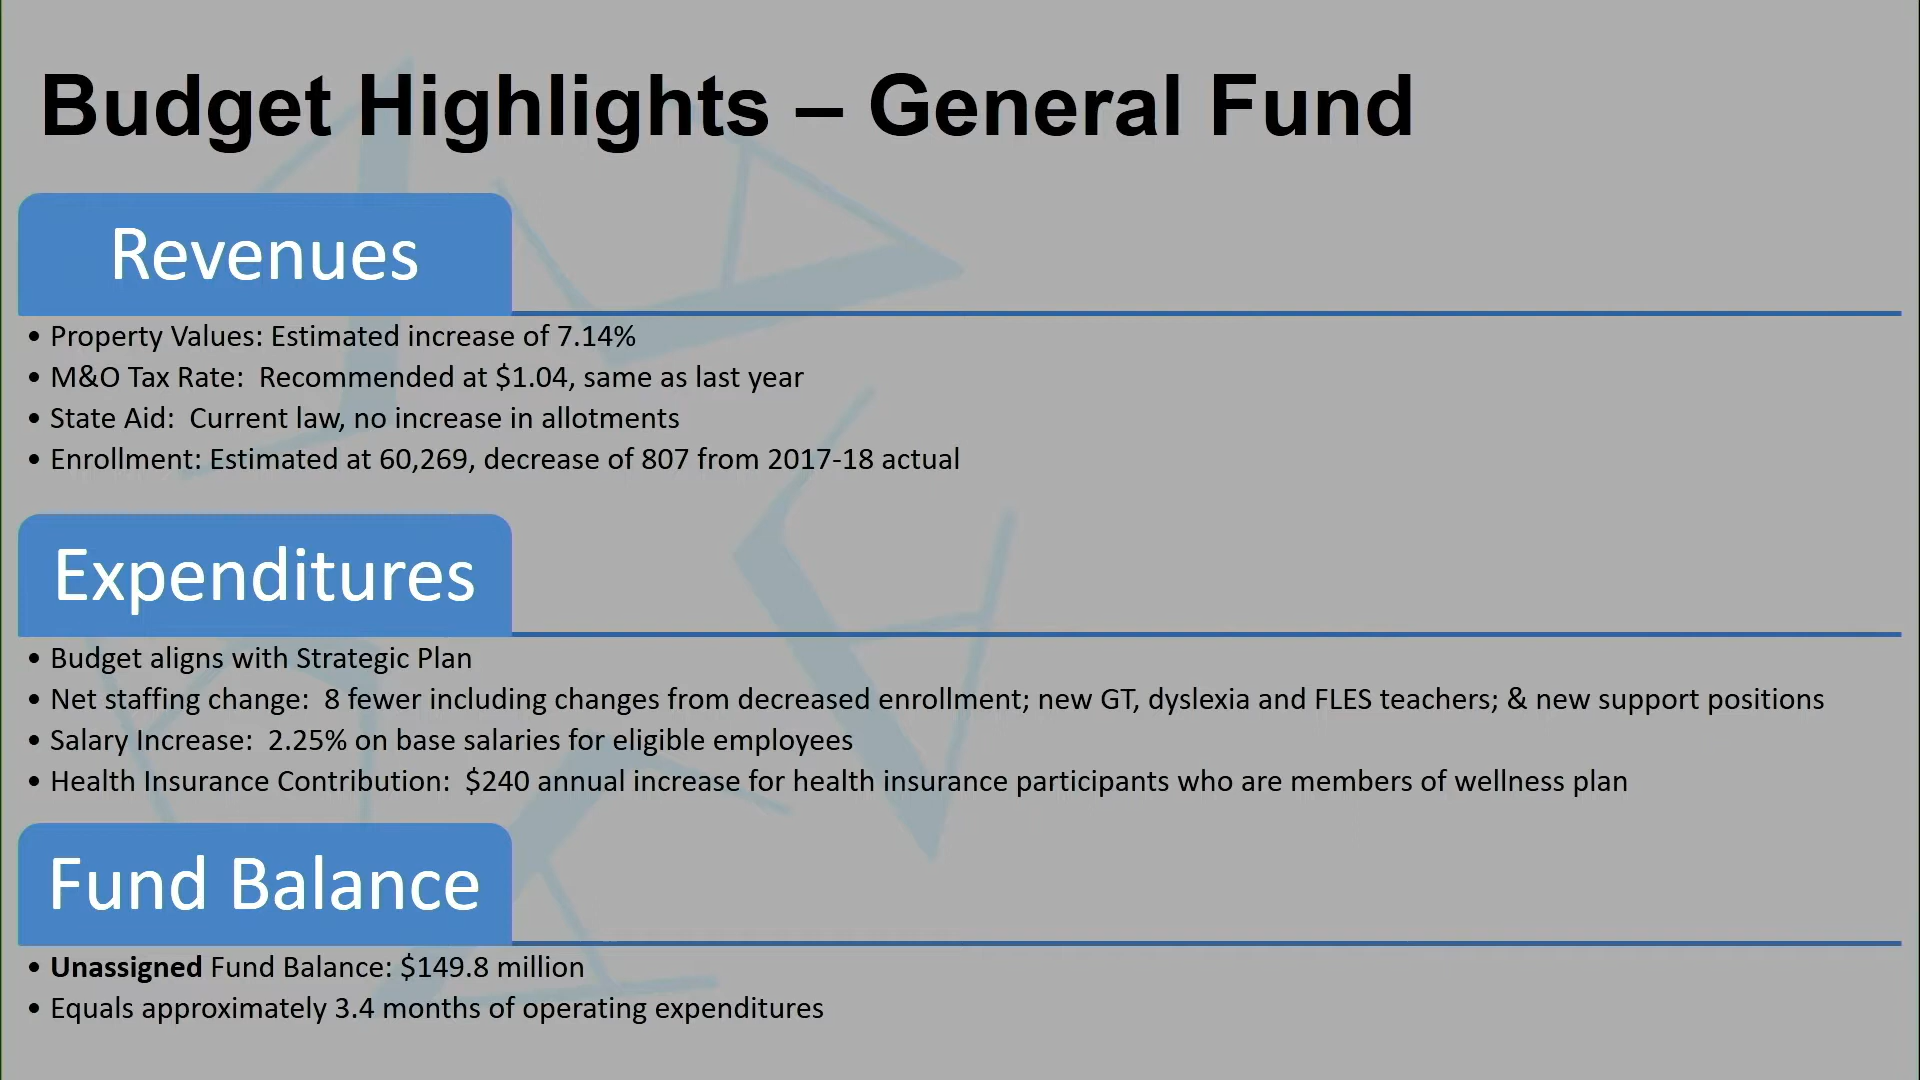 Budget Highlights – General Fund
Revenues
• Property Values: Estimated increase of 7.14%
• M&O Tax Rate:  Recommended at $1.04, same as last year
• State Aid:  Current law, no increase in allotments
• Enrollment: Estimated at 60,269, decrease of 807 from 2017-18 actual
Expenditures
• Budget aligns with Strategic Plan
• Net staffing change:  8 fewer including changes from decreased enrollment; new GT, dyslexia and FLES teachers; & new support positions
• Salary Increase:  2.25% on base salaries for eligible employees
• Health Insurance Contribution:  $240 annual increase for health insurance participants who are members of wellness plan
Fund Balance
• Unassigned Fund Balance: $149.8 million
• Equals approximately 3.4 months of operating expenditures